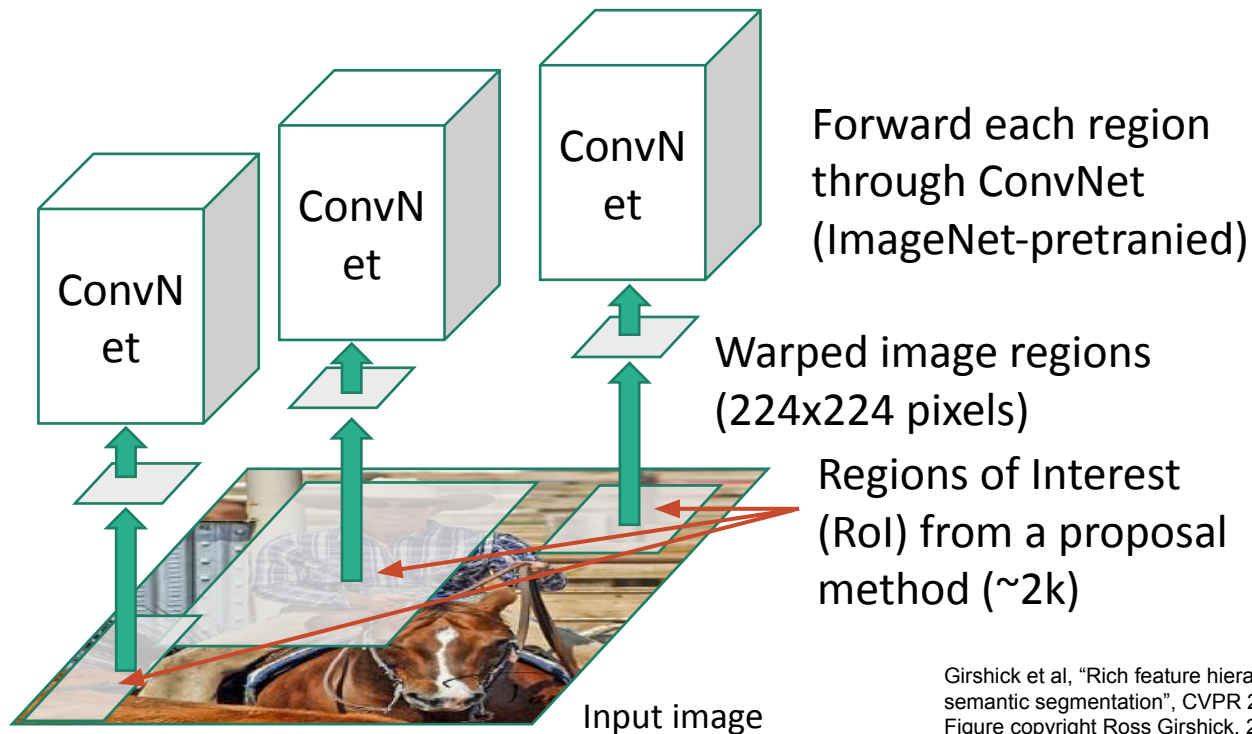 ConvN
et
ConvN
et
ConvN
et
Forward each region
through ConvNet
(ImageNet-pretranied)
Warped image regions
(224x224 pixels)
Regions of Interest
(RoI) from a proposal
method (~2k)
Input image
Girshick et al, “Rich feature hiera
semantic segmentation”, CVPR 2
Figure copyright Ross Girshick, 2